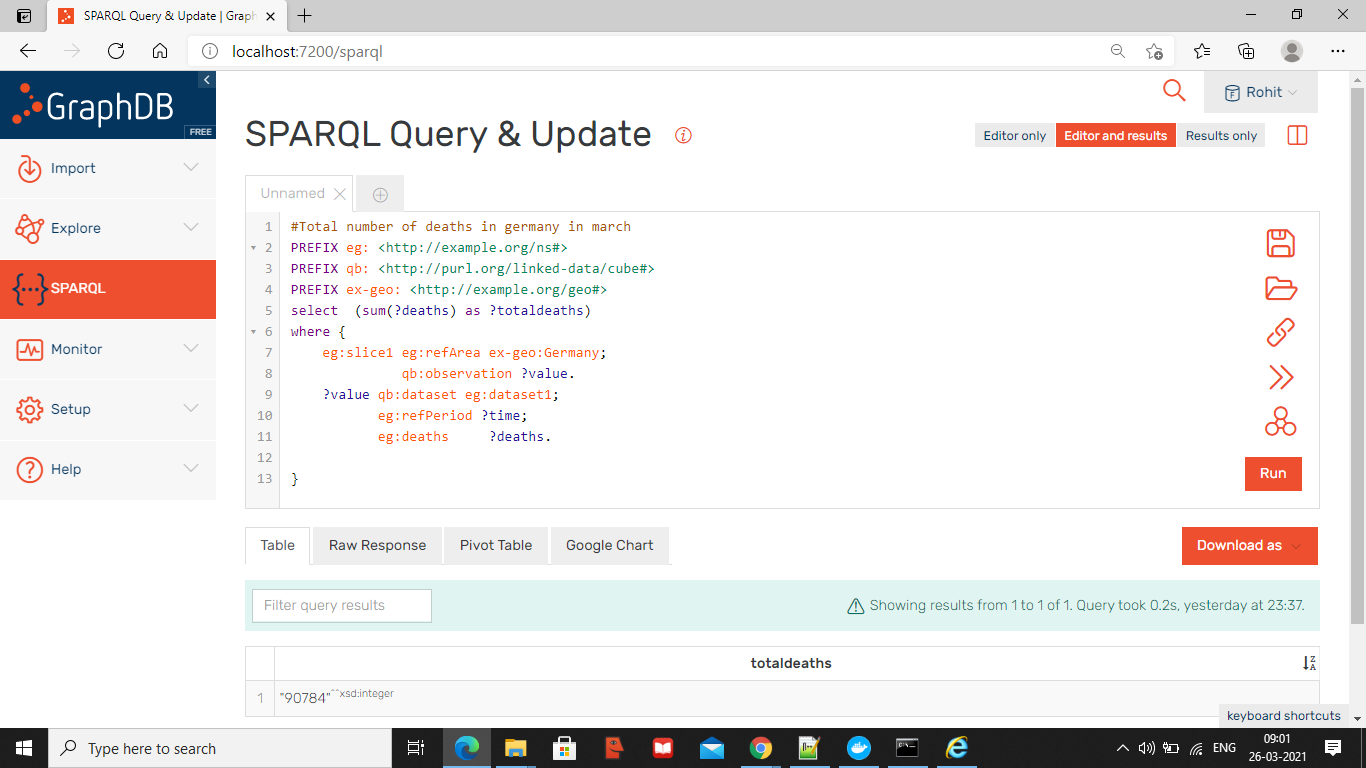 SPARQL Query & Update | Graph
localhost:7200/sparql
GraphDB
FREE
Import
Explore
SPARQL
Monitor
Setup
Help
Rohit
SPARQL Query & Update
Editor only
Editor and results
Results only
Unnamed
1 #Total number of deaths in germany in march
2 PREFIX eg: <http://example.org/ns#>
3 PREFIX qb: <http://purl.org/linked-data/cube#>
4 PREFIX ex-geo: <http://example.org/geo#>
5 select  (sum(?deaths) as ?totaldeaths)
6 where {
7     eg:slice1 eg:refArea ex-geo:Germany;
8               qb:observation ?value.
9     ?value qb:dataset eg:dataset1;
10            eg:refPeriod ?time;
11            eg:deaths     ?deaths.
12
13 }
Run
Table
Raw Response
Pivot Table
Google Chart
Download as
Filter query results
Showing results from 1 to 1 of 1. Query took 0.2s, yesterday at 23:37.
totaldeaths
1 "90784"^^xsd:integer
keyboard shortcuts
Type here to search
ENG
09:01
26-03-2021